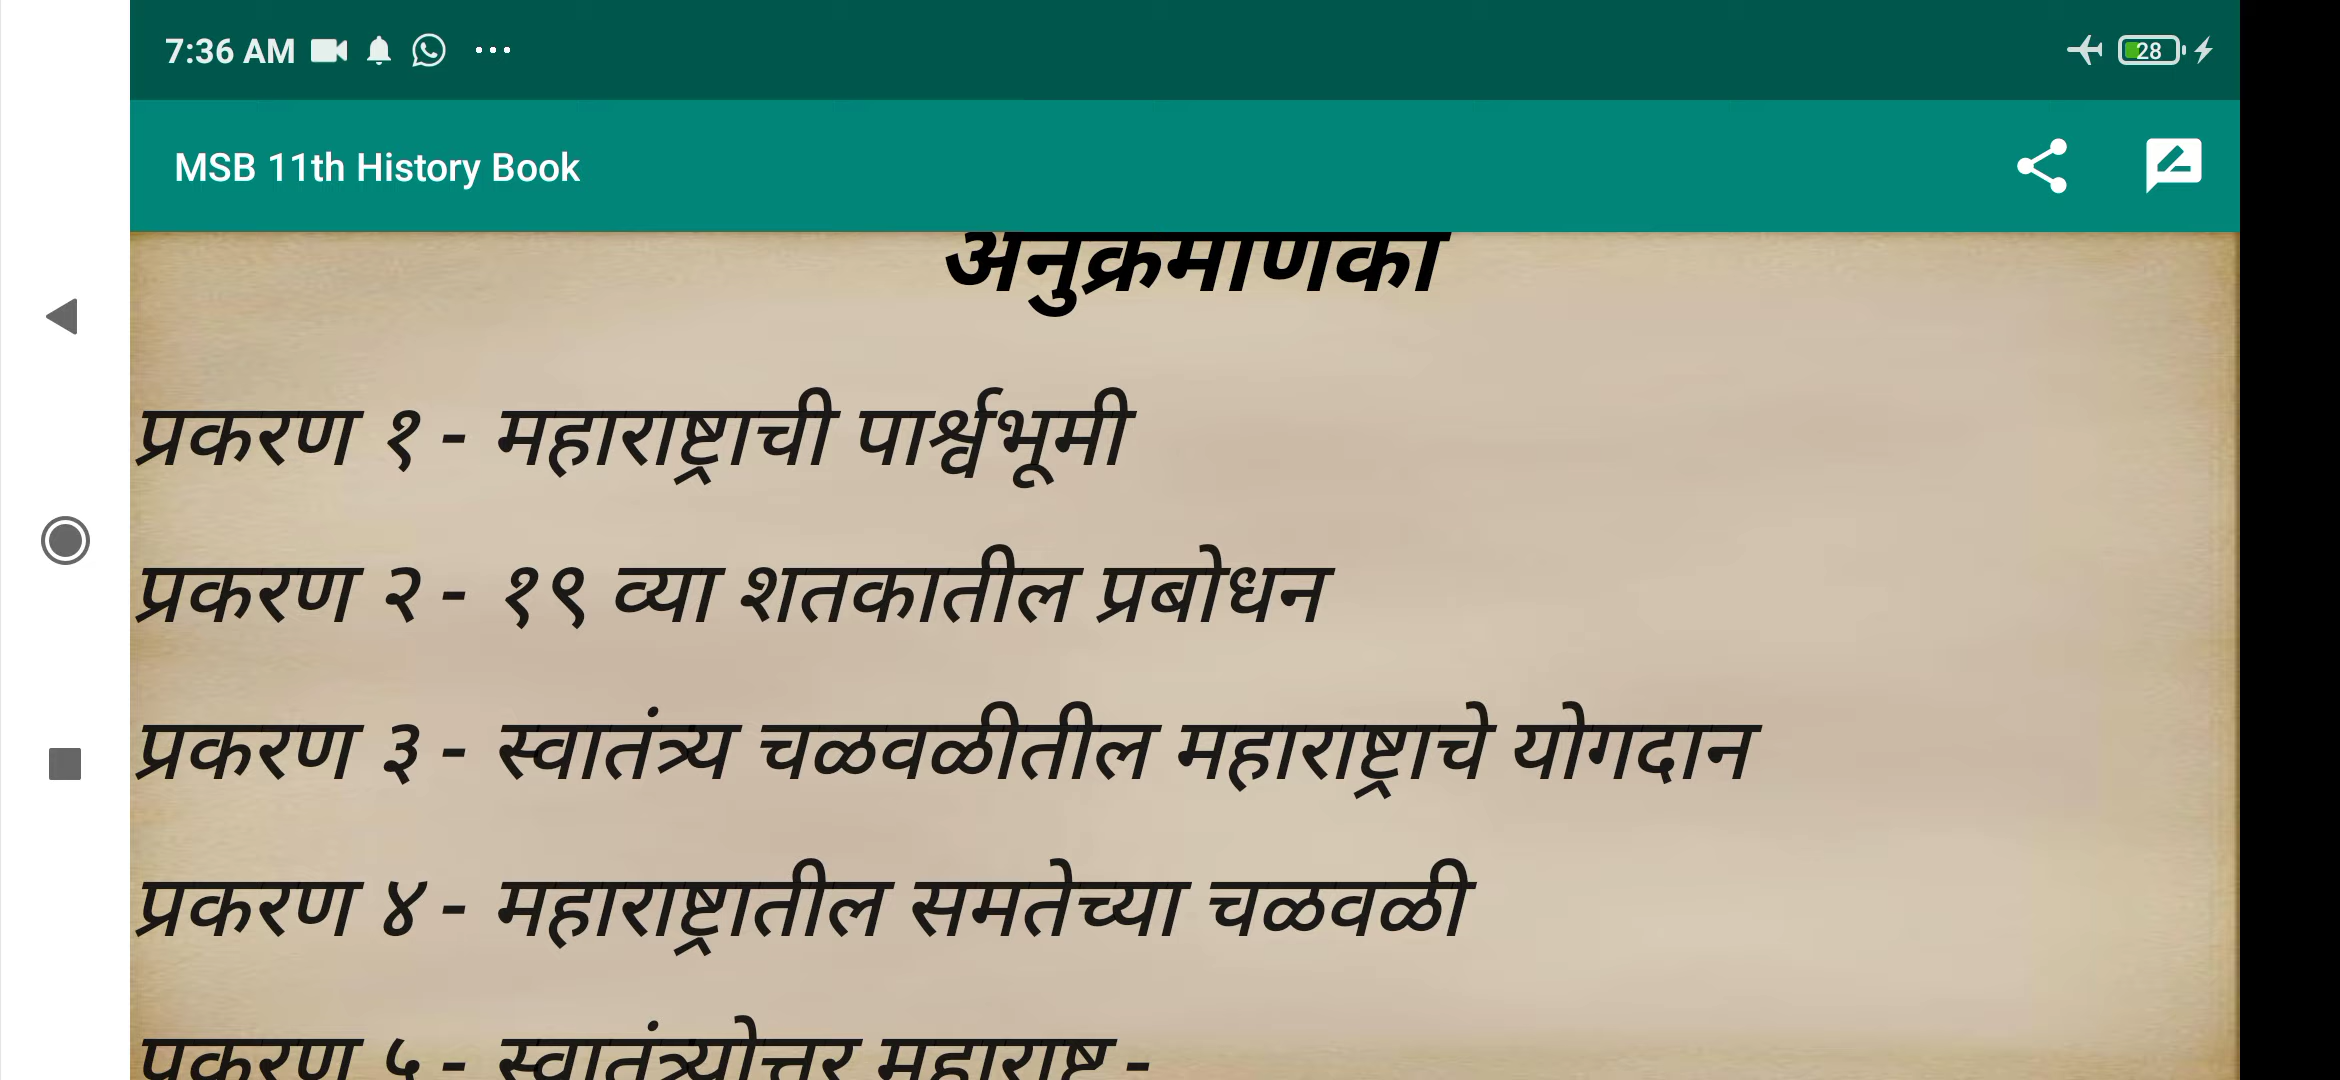 7:36 AM
28
MSB 11th History Book
अनुक्रमणिका
प्रकरण १ - महाराष्ट्राची पार्श्वभूमी
प्रकरण २ - १९ व्या शतकातील प्रबोधन
प्रकरण ३ - स्वातंत्र्य चळवळीतील महाराष्ट्राचे योगदान
प्रकरण ४ - महाराष्ट्रातील समतेच्या चळवळी
प्रकरण ५ - स्वातंत्र्योत्तर महाराष्ट्र -